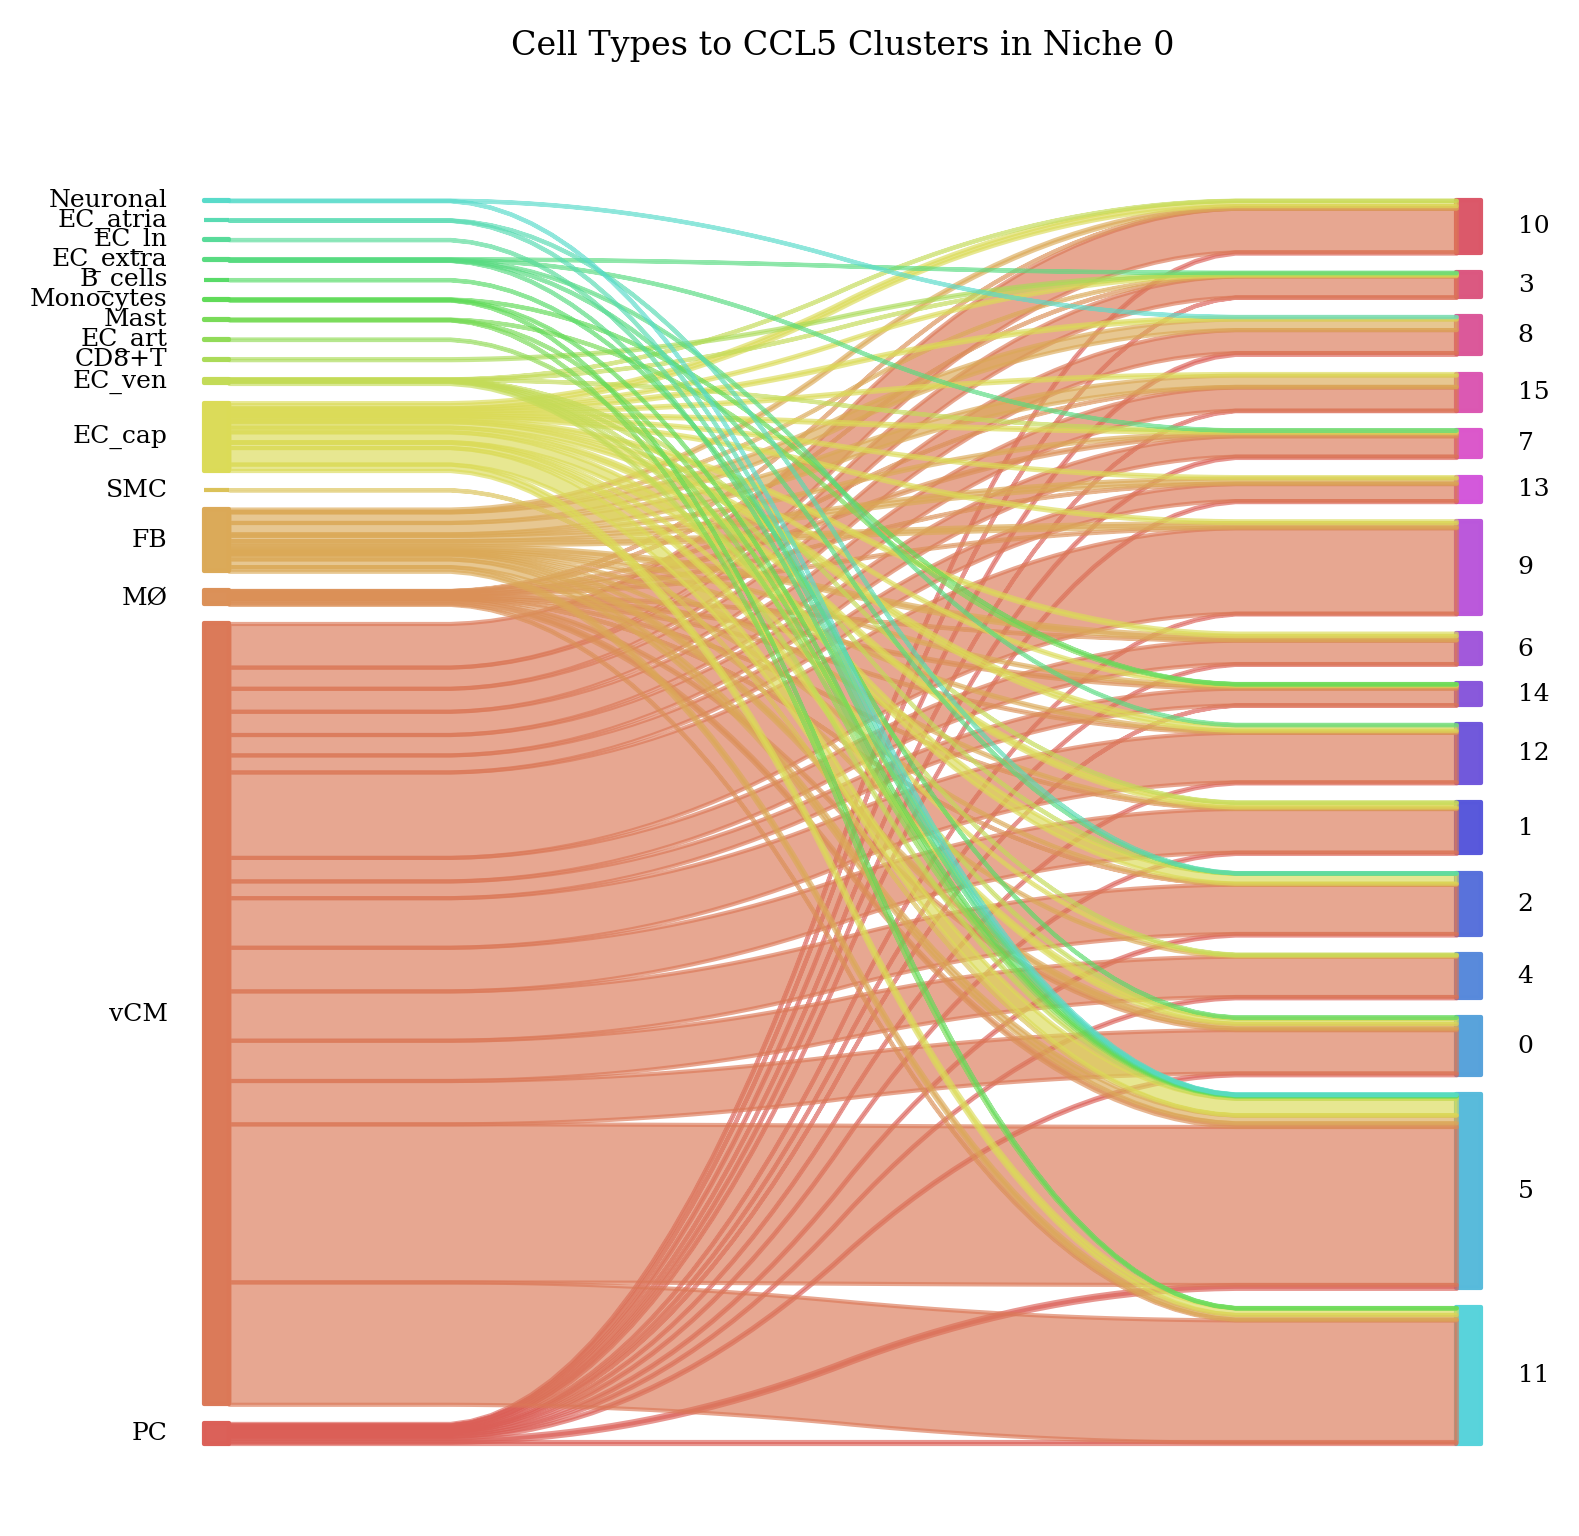 Cell Types to CCL5 Clusters in Niche 0
Neuronal
EC_atria
EC_ln
EC_extra
B_cells
Monocytes
Mast
EC_art
CD8+T
EC_ven
EC_cap
SMC
FB
MØ
vCM
PC
10
3
8
15
7
13
9
6
14
12
1
2
4
0
5
11